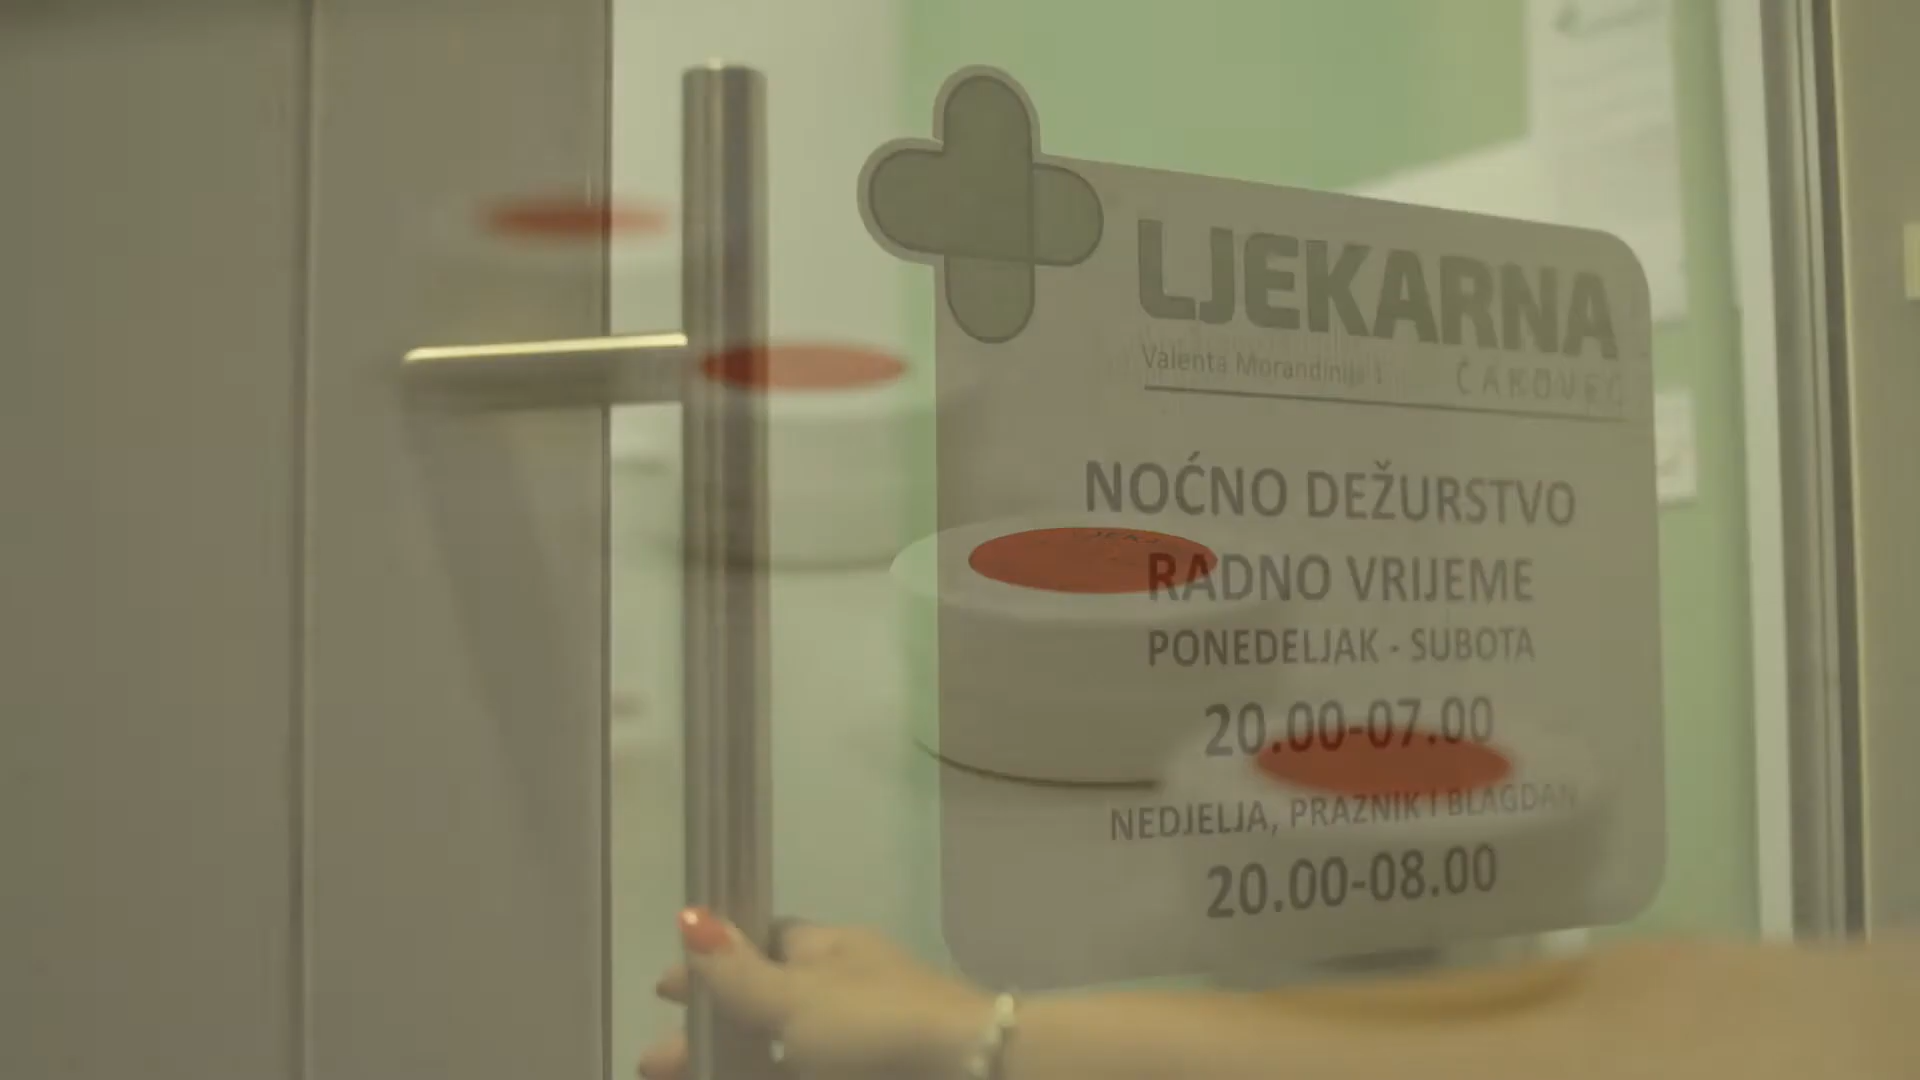 LJEKARNA
Valenta Morandinija 1
ČAKOVEC
NOĆNO DEŽURSTVO
RADNO VRIJEME
PONEDELJAK - SUBOTA
20.00-07.00
NEDJELJA, PRAZNIK I BLAGDAN
20.00-08.00